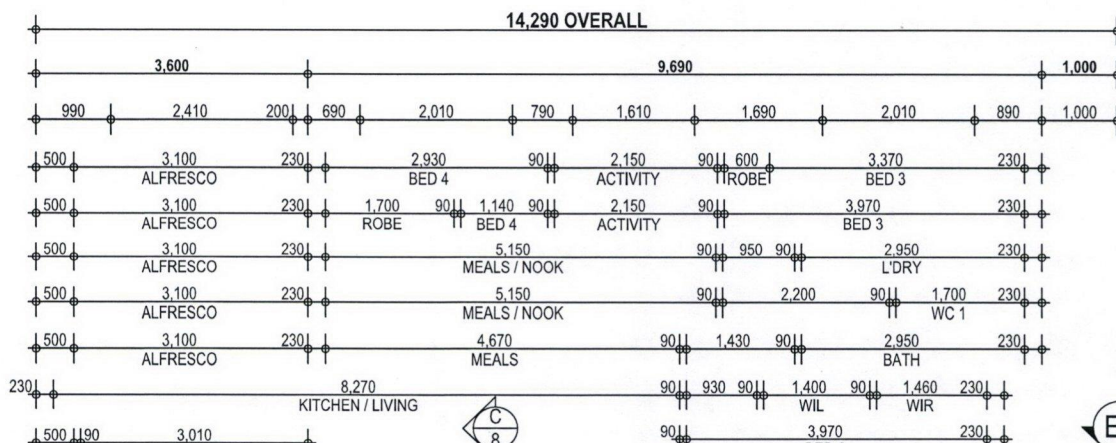 14,290 OVERALL
3,600 9,690 1,000
990 2,410 200 690 2,010 790 1,610 1,690 2,010 890 1,000
500 3,100 230 2,930 90 2,150 90 600 3,370 230
ALFRESCO BED 4 ACTIVITY ROBE BED 3
500 3,100 230 1,700 90 1,140 90 2,150 90 3,970 230
ALFRESCO ROBE BED 4 ACTIVITY BED 3
500 3,100 230 5,150 90 950 90 2,950 230
ALFRESCO MEALS / NOOK L'DRY
500 3,100 230 5,150 90 2,200 90 1,700 230
ALFRESCO MEALS / NOOK WC 1
500 3,100 230 4,670 90 1,430 90 2,950 230
ALFRESCO MEALS BATH
230 8,270 90 930 90 1,400 90 1,460 230
KITCHEN / LIVING WIL WIR
C
8
500 90 3,010 90 3,970 230